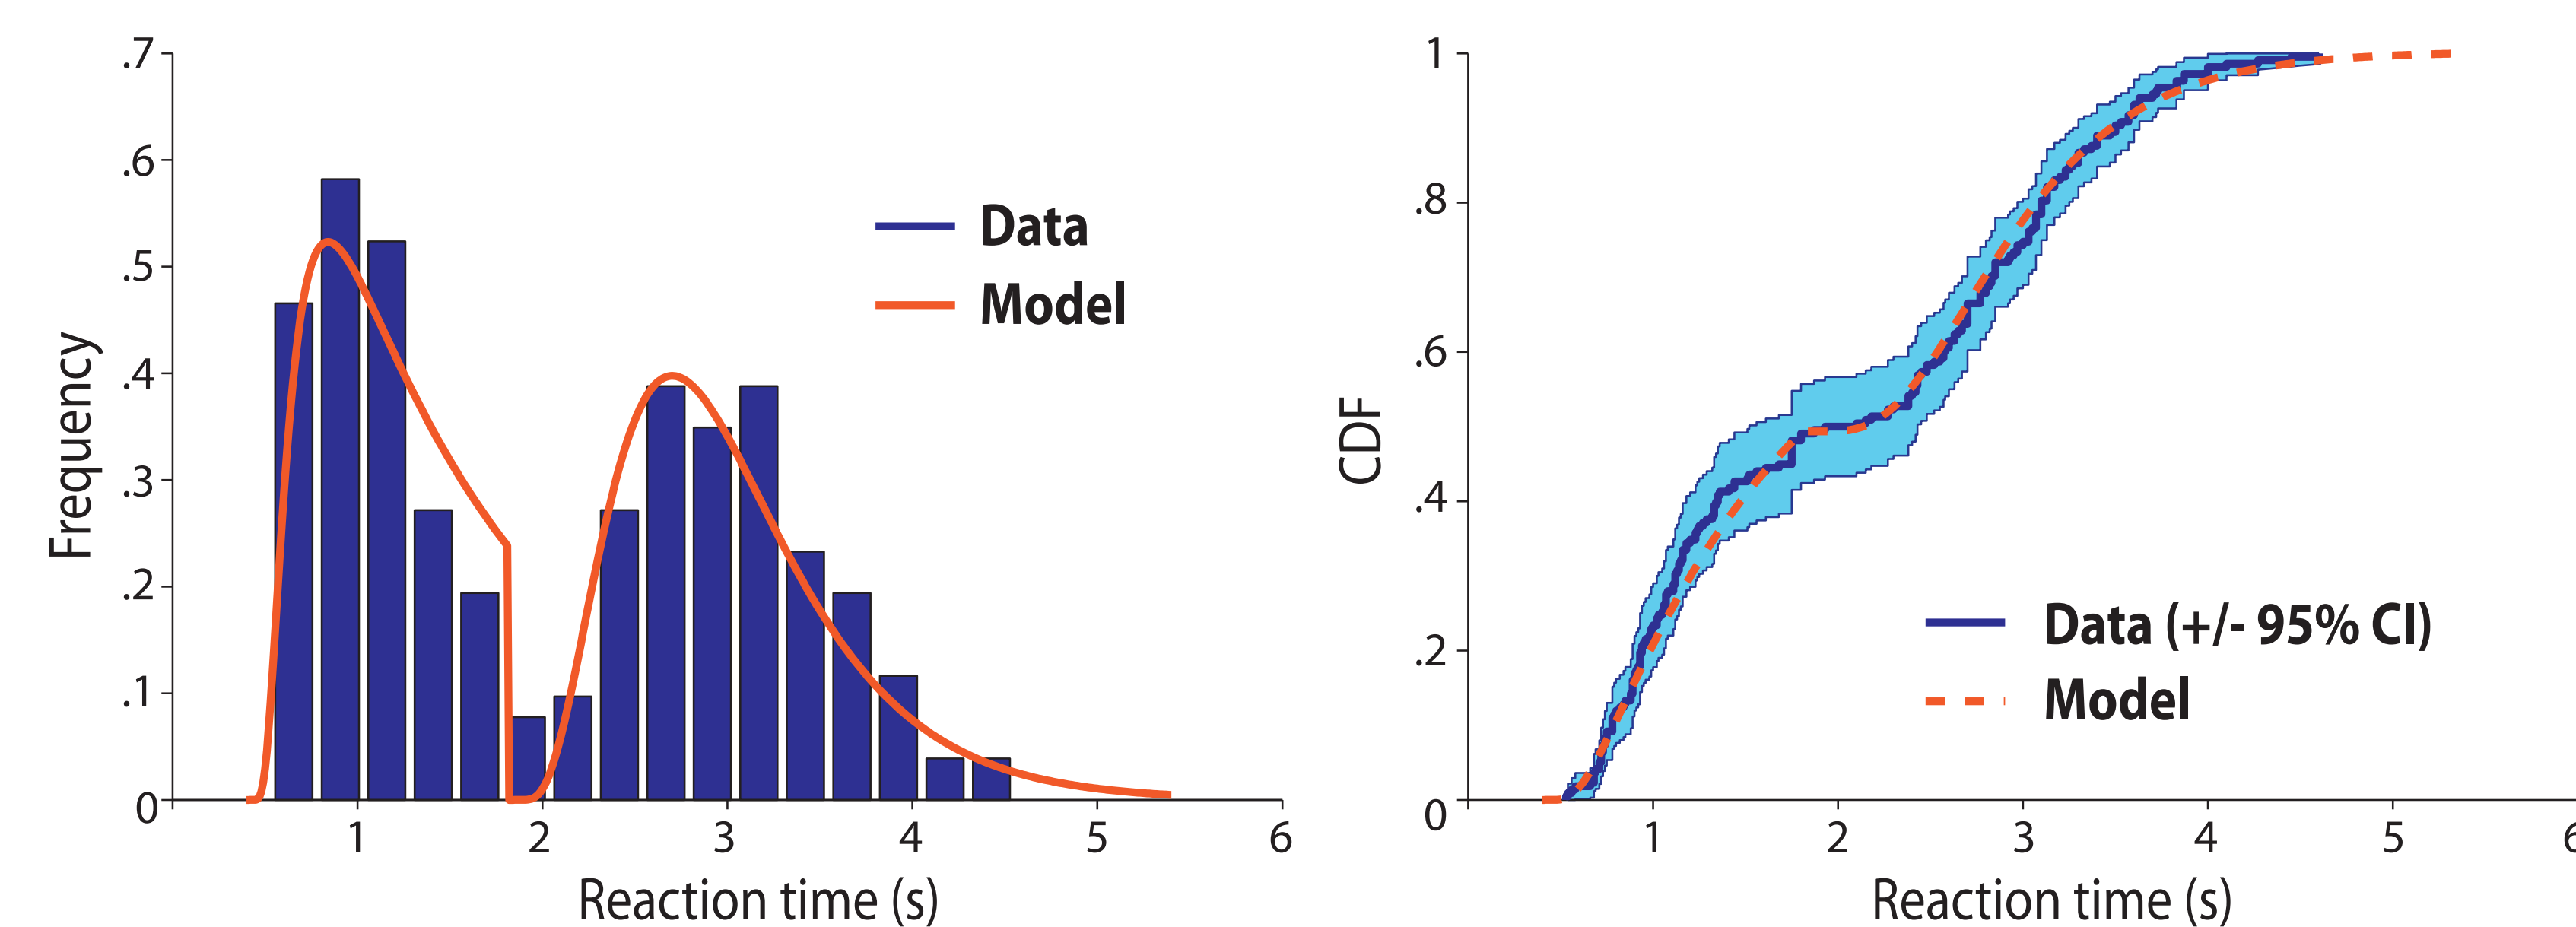 .7
.6
.5
.4
.3
.2
.1
0
Frequency
Data
Model
1 2 3 4 5 6
Reaction time (s)
1
.8
.6
.4
.2
0
CDF
Data (+/- 95% CI)
Model
1 2 3 4 5 6
Reaction time (s)